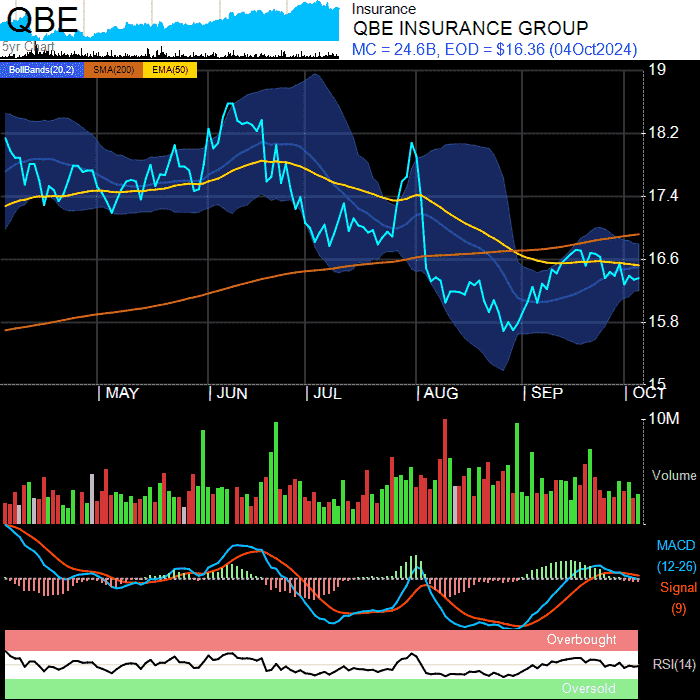 QBE
5yr Chart
Insurance
QBE INSURANCE GROUP
MC = 24.6B, EOD = $16.36 (04Oct2024)
BollBands(20,2) SMA(200) EMA(50)
19
18.2
17.4
16.6
15.8
15
MAY JUN JUL AUG SEP OCT
10M
Volume
MACD
(12-26)
Signal
(9)
Overbought
RSI(14)
Oversold